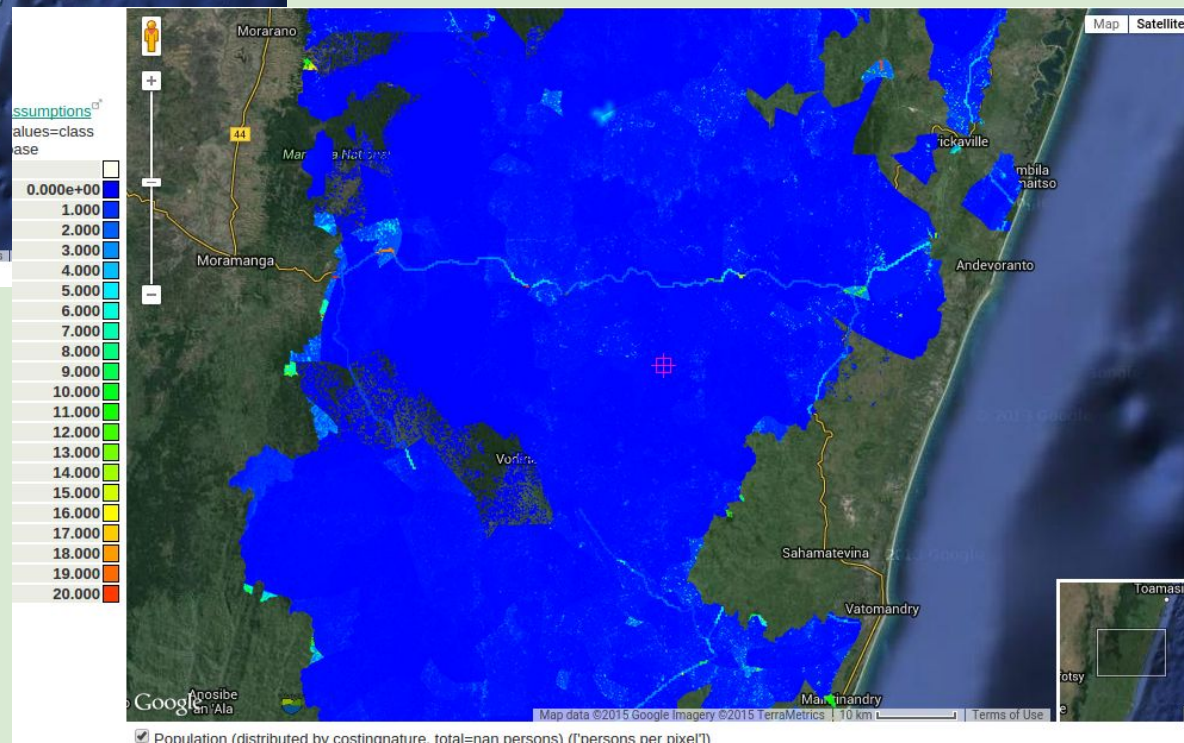 Map Satellite
Morarano
ssumptions
alues=class
ase
44
rickaville
mbila
naitso
0.000e+00
1.000
2.000
3.000
4.000
5.000
6.000
7.000
8.000
9.000
10.000
11.000
12.000
13.000
14.000
15.000
16.000
17.000
18.000
19.000
20.000
Moramanga
Andevoranto
Sahamatevina
Vatomandry
Toamasi
fotsy
Anosibe
an 'Ala
Google
Map data ©2015 Google Imagery ©2015 TerraMetrics 10 km Terms of Use
Population (distributed by costingnature, total=nan persons) (['persons per pixel'])